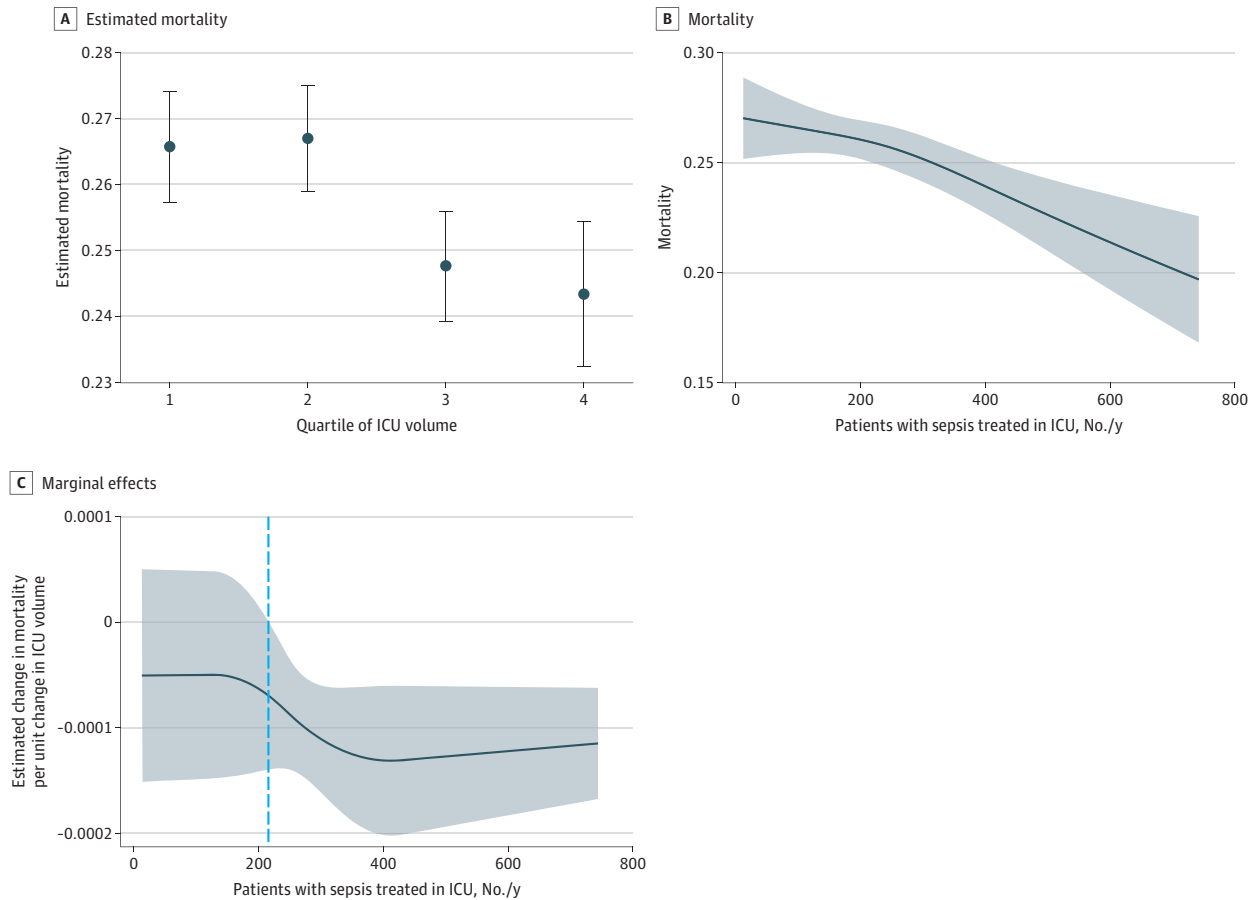 A Estimated mortality
0.28
0.27
0.26
0.25
0.24
0.23
Estimated mortality
1 2 3 4
Quartile of ICU volume
B Mortality
0.30
0.25
0.20
0.15
Mortality
0 200 400 600 800
Patients with sepsis treated in ICU, No./y
C Marginal effects
0.0001
0
-0.0001
-0.0002
Estimated change in mortality
per unit change in ICU volume
0 200 400 600 800
Patients with sepsis treated in ICU, No./y